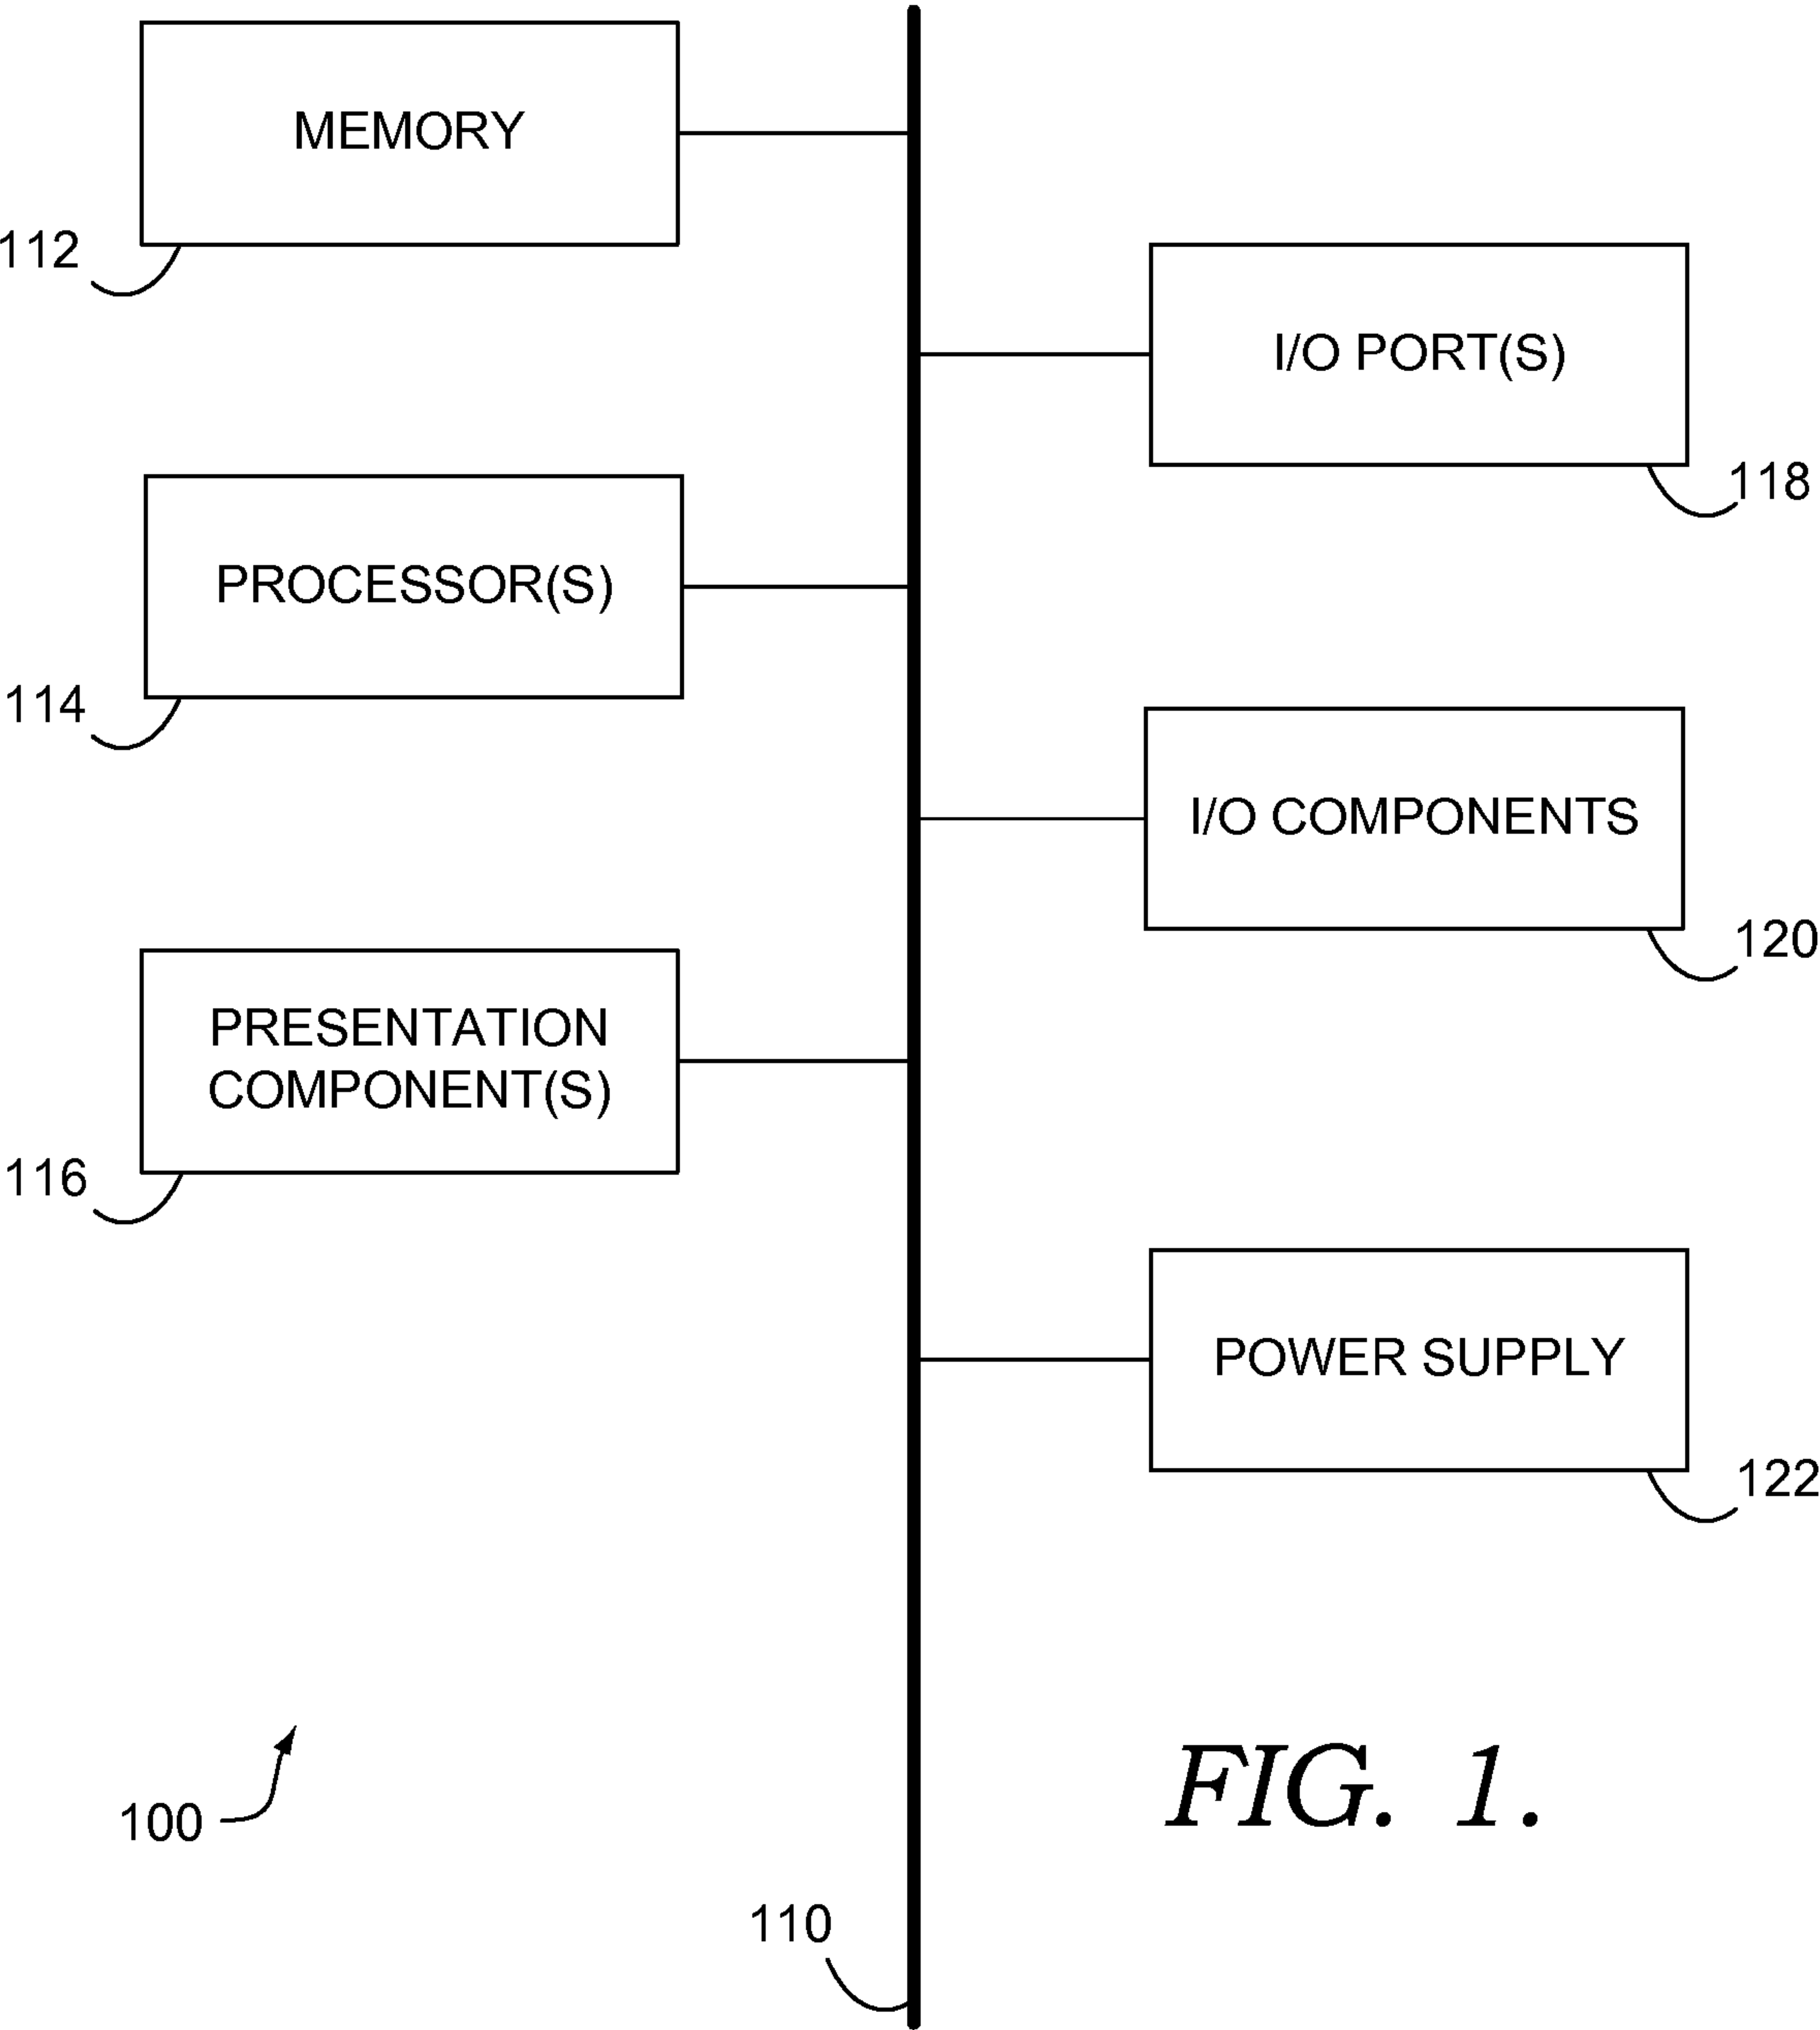 MEMORY
112
I/O PORT(S)
118
PROCESSOR(S)
114
I/O COMPONENTS
120
PRESENTATION
COMPONENT(S)
116
POWER SUPPLY
122
100
FIG. 1.
110